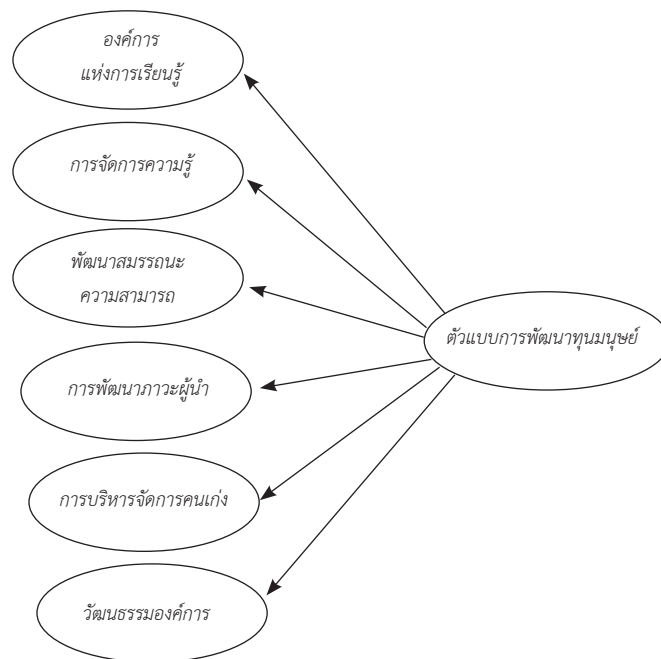 องค์การ
แห่งการเรียนรู้
การจัดการความรู้
พัฒนาสมรรถนะ
ความสามารถ
ตัวแบบการพัฒนาทุนมนุษย์
การพัฒนาภาวะผู้นำ
การบริหารจัดการคนเก่ง
วัฒนธรรมองค์การ